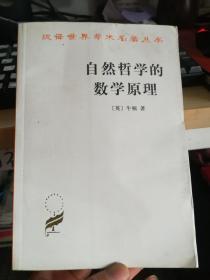 汉译世界学术名著丛书
自然哲学的
数学原理
〔英〕牛顿 著